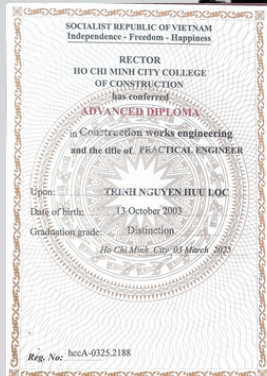 SOCIALIST REPUBLIC OF VIETNAM
Independence - Freedom - Happiness
RECTOR
HO CHI MINH CITY COLLEGE
OF CONSTRUCTION
has conferred
ADVANCED DIPLOMA
in Construction works engineering
and the title of PRACTICAL ENGINEER
Upon: TRINH NGUYEN HUU LOC
Date of birth: 13 October 2003
Graduation grade: Distinction
Ho Chi Minh City, 03 March 2025
Reg. No: hccA-0325.2188